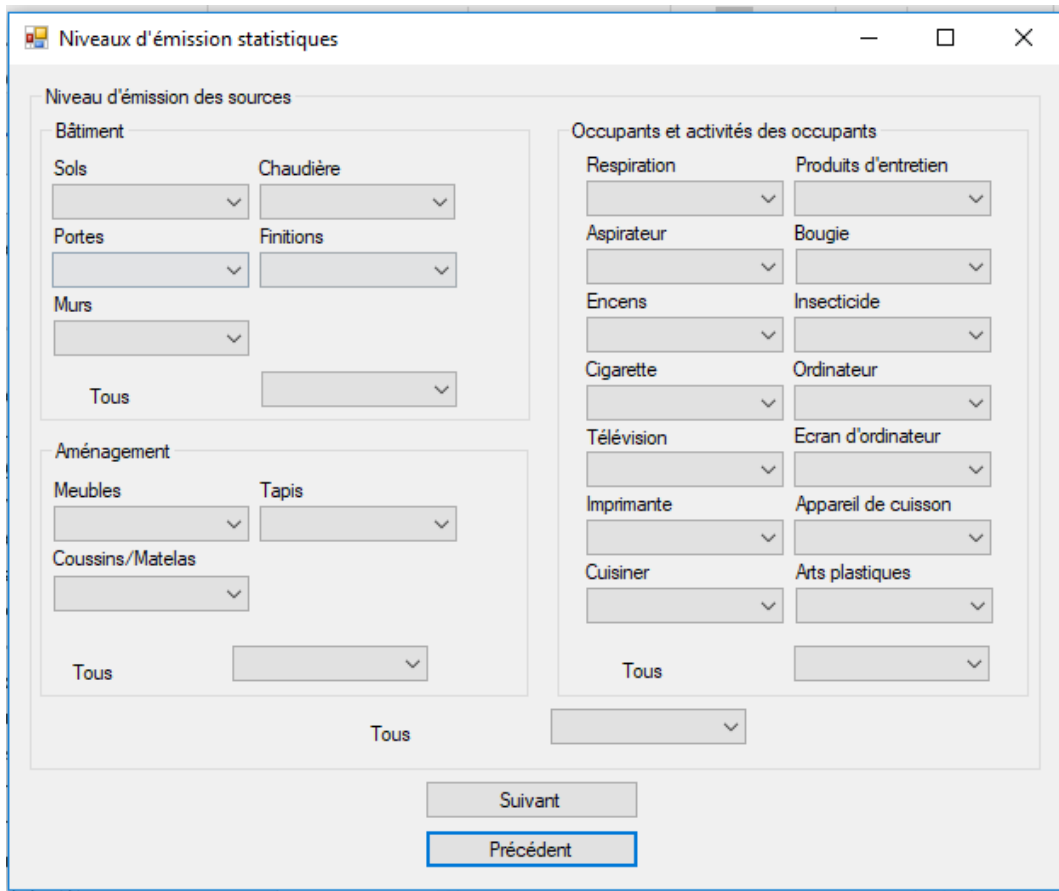 Niveaux d'émission statistiques
Niveau d'émission des sources
Bâtiment
Sols Chaudière
Portes Finitions
Murs
Tous
Aménagement
Meubles Tapis
Coussins/Matelas
Tous
Occupants et activités des occupants
Respiration Produits d'entretien
Aspirateur Bougie
Encens Insecticide
Cigarette Ordinateur
Télévision Ecran d'ordinateur
Imprimante Appareil de cuisson
Cuisiner Arts plastiques
Tous
Tous
Suivant
Précédent